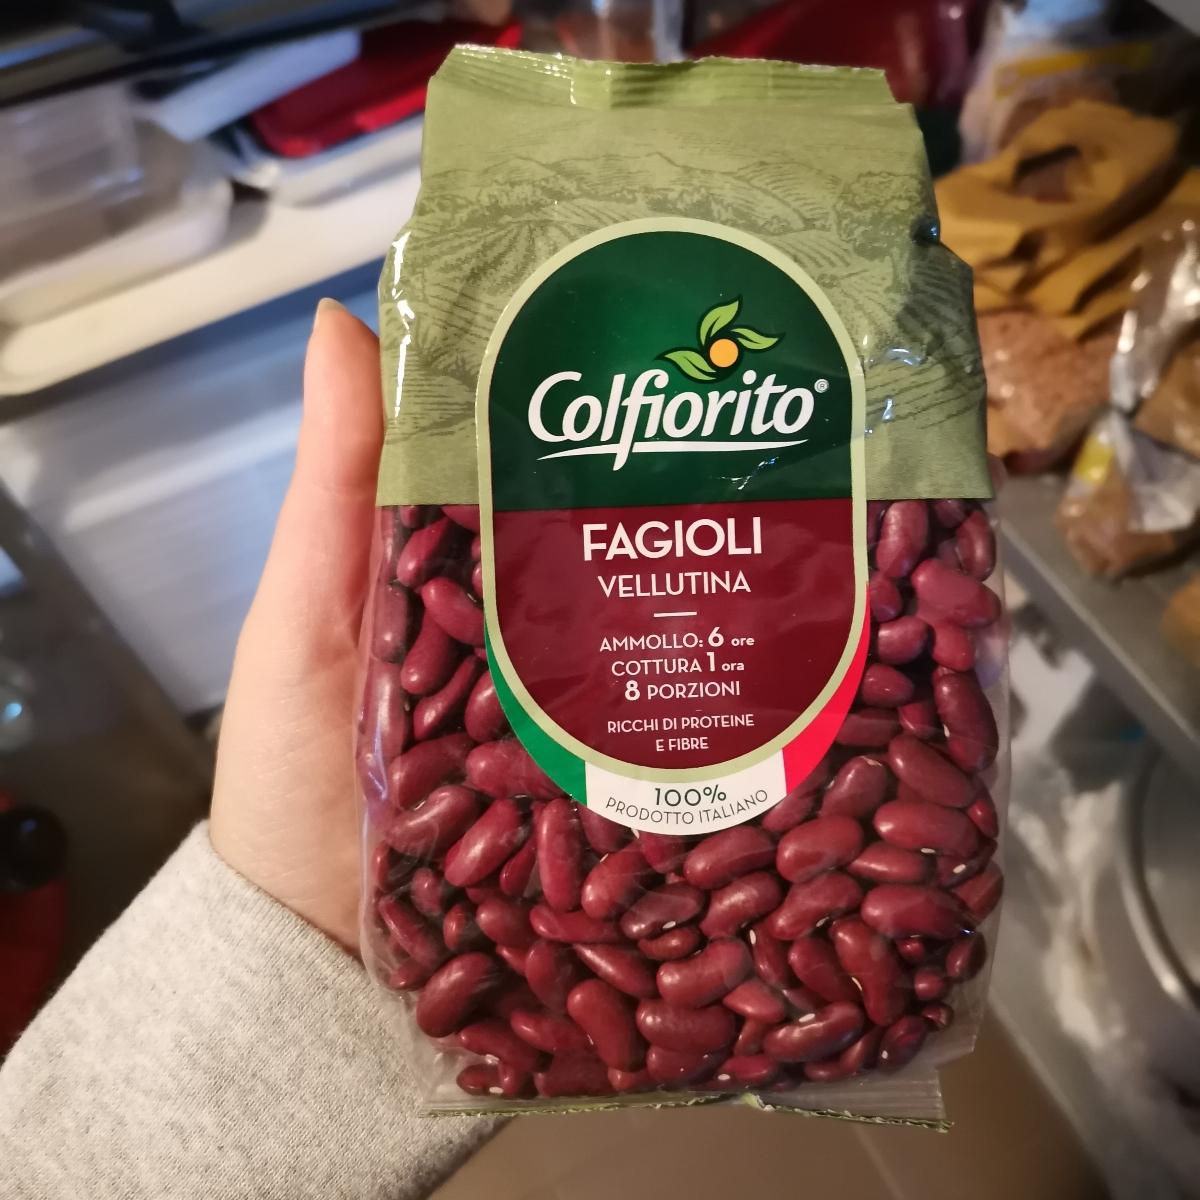 Colfiorito®
FAGIOLI
VELLUTINA
AMMOLLO: 6 ore
COTTURA 1 ora
8 PORZIONI
RICCHI DI PROTEINE
E FIBRE
100%
PRODOTTO ITALIANO